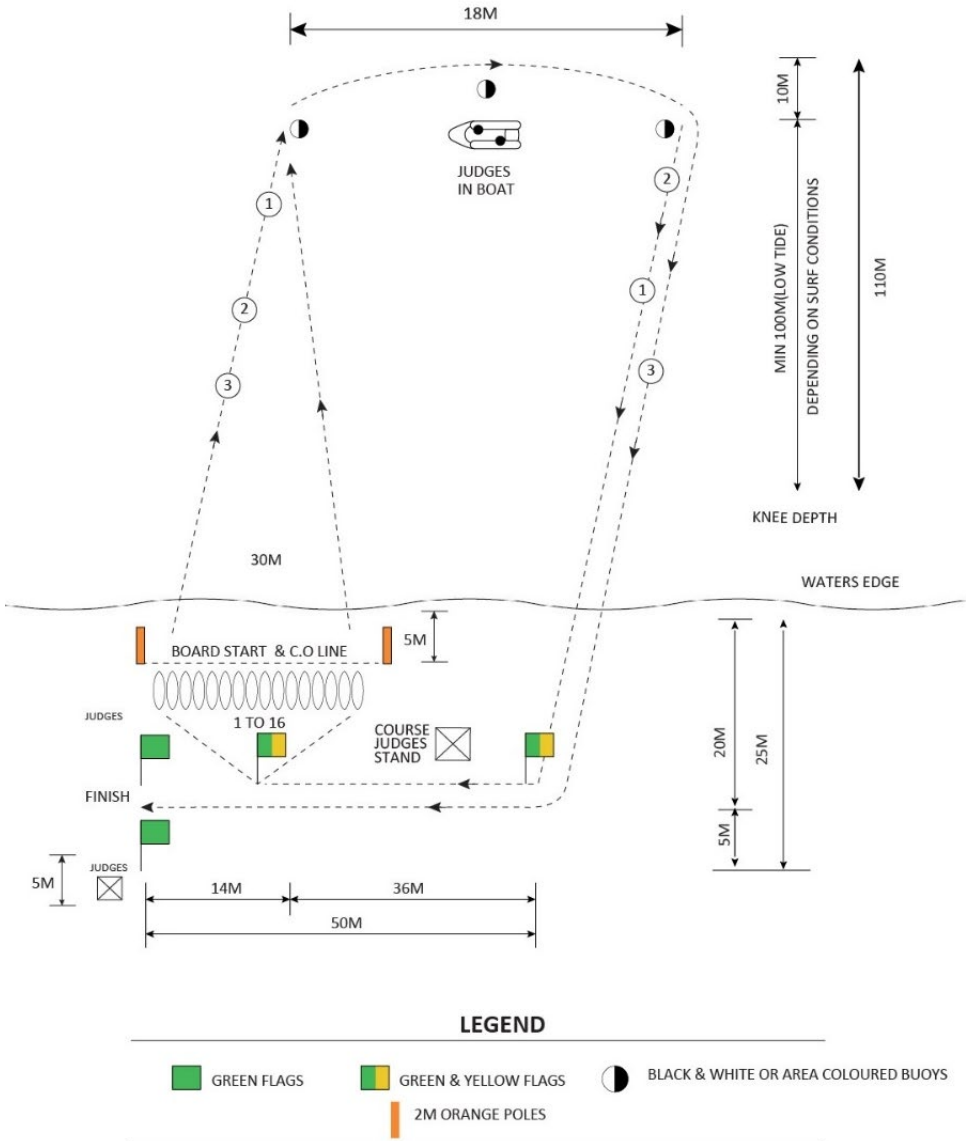 18M
10M
JUDGES
IN BOAT
1
2
2
1
3
3
MIN 100M(LOW TIDE)
DEPENDING ON SURF CONDITIONS
110M
KNEE DEPTH
30M
WATERS EDGE
5M
BOARD START & C.O LINE
JUDGES
1 TO 16
COURSE
JUDGES
STAND
20M
25M
FINISH
5M
JUDGES
5M
14M
36M
50M
LEGEND
GREEN FLAGS
GREEN & YELLOW FLAGS
BLACK & WHITE OR AREA COLOURED BUOYS
2M ORANGE POLES